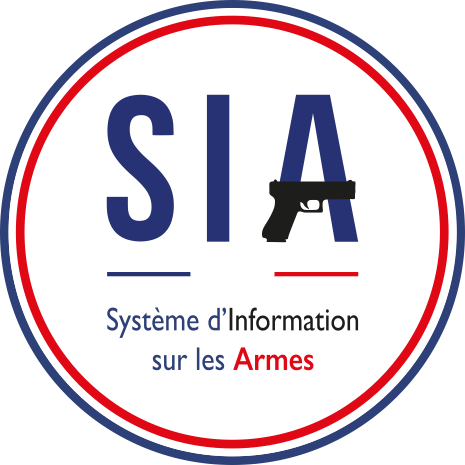 SIA
Système d'Information
sur les Armes